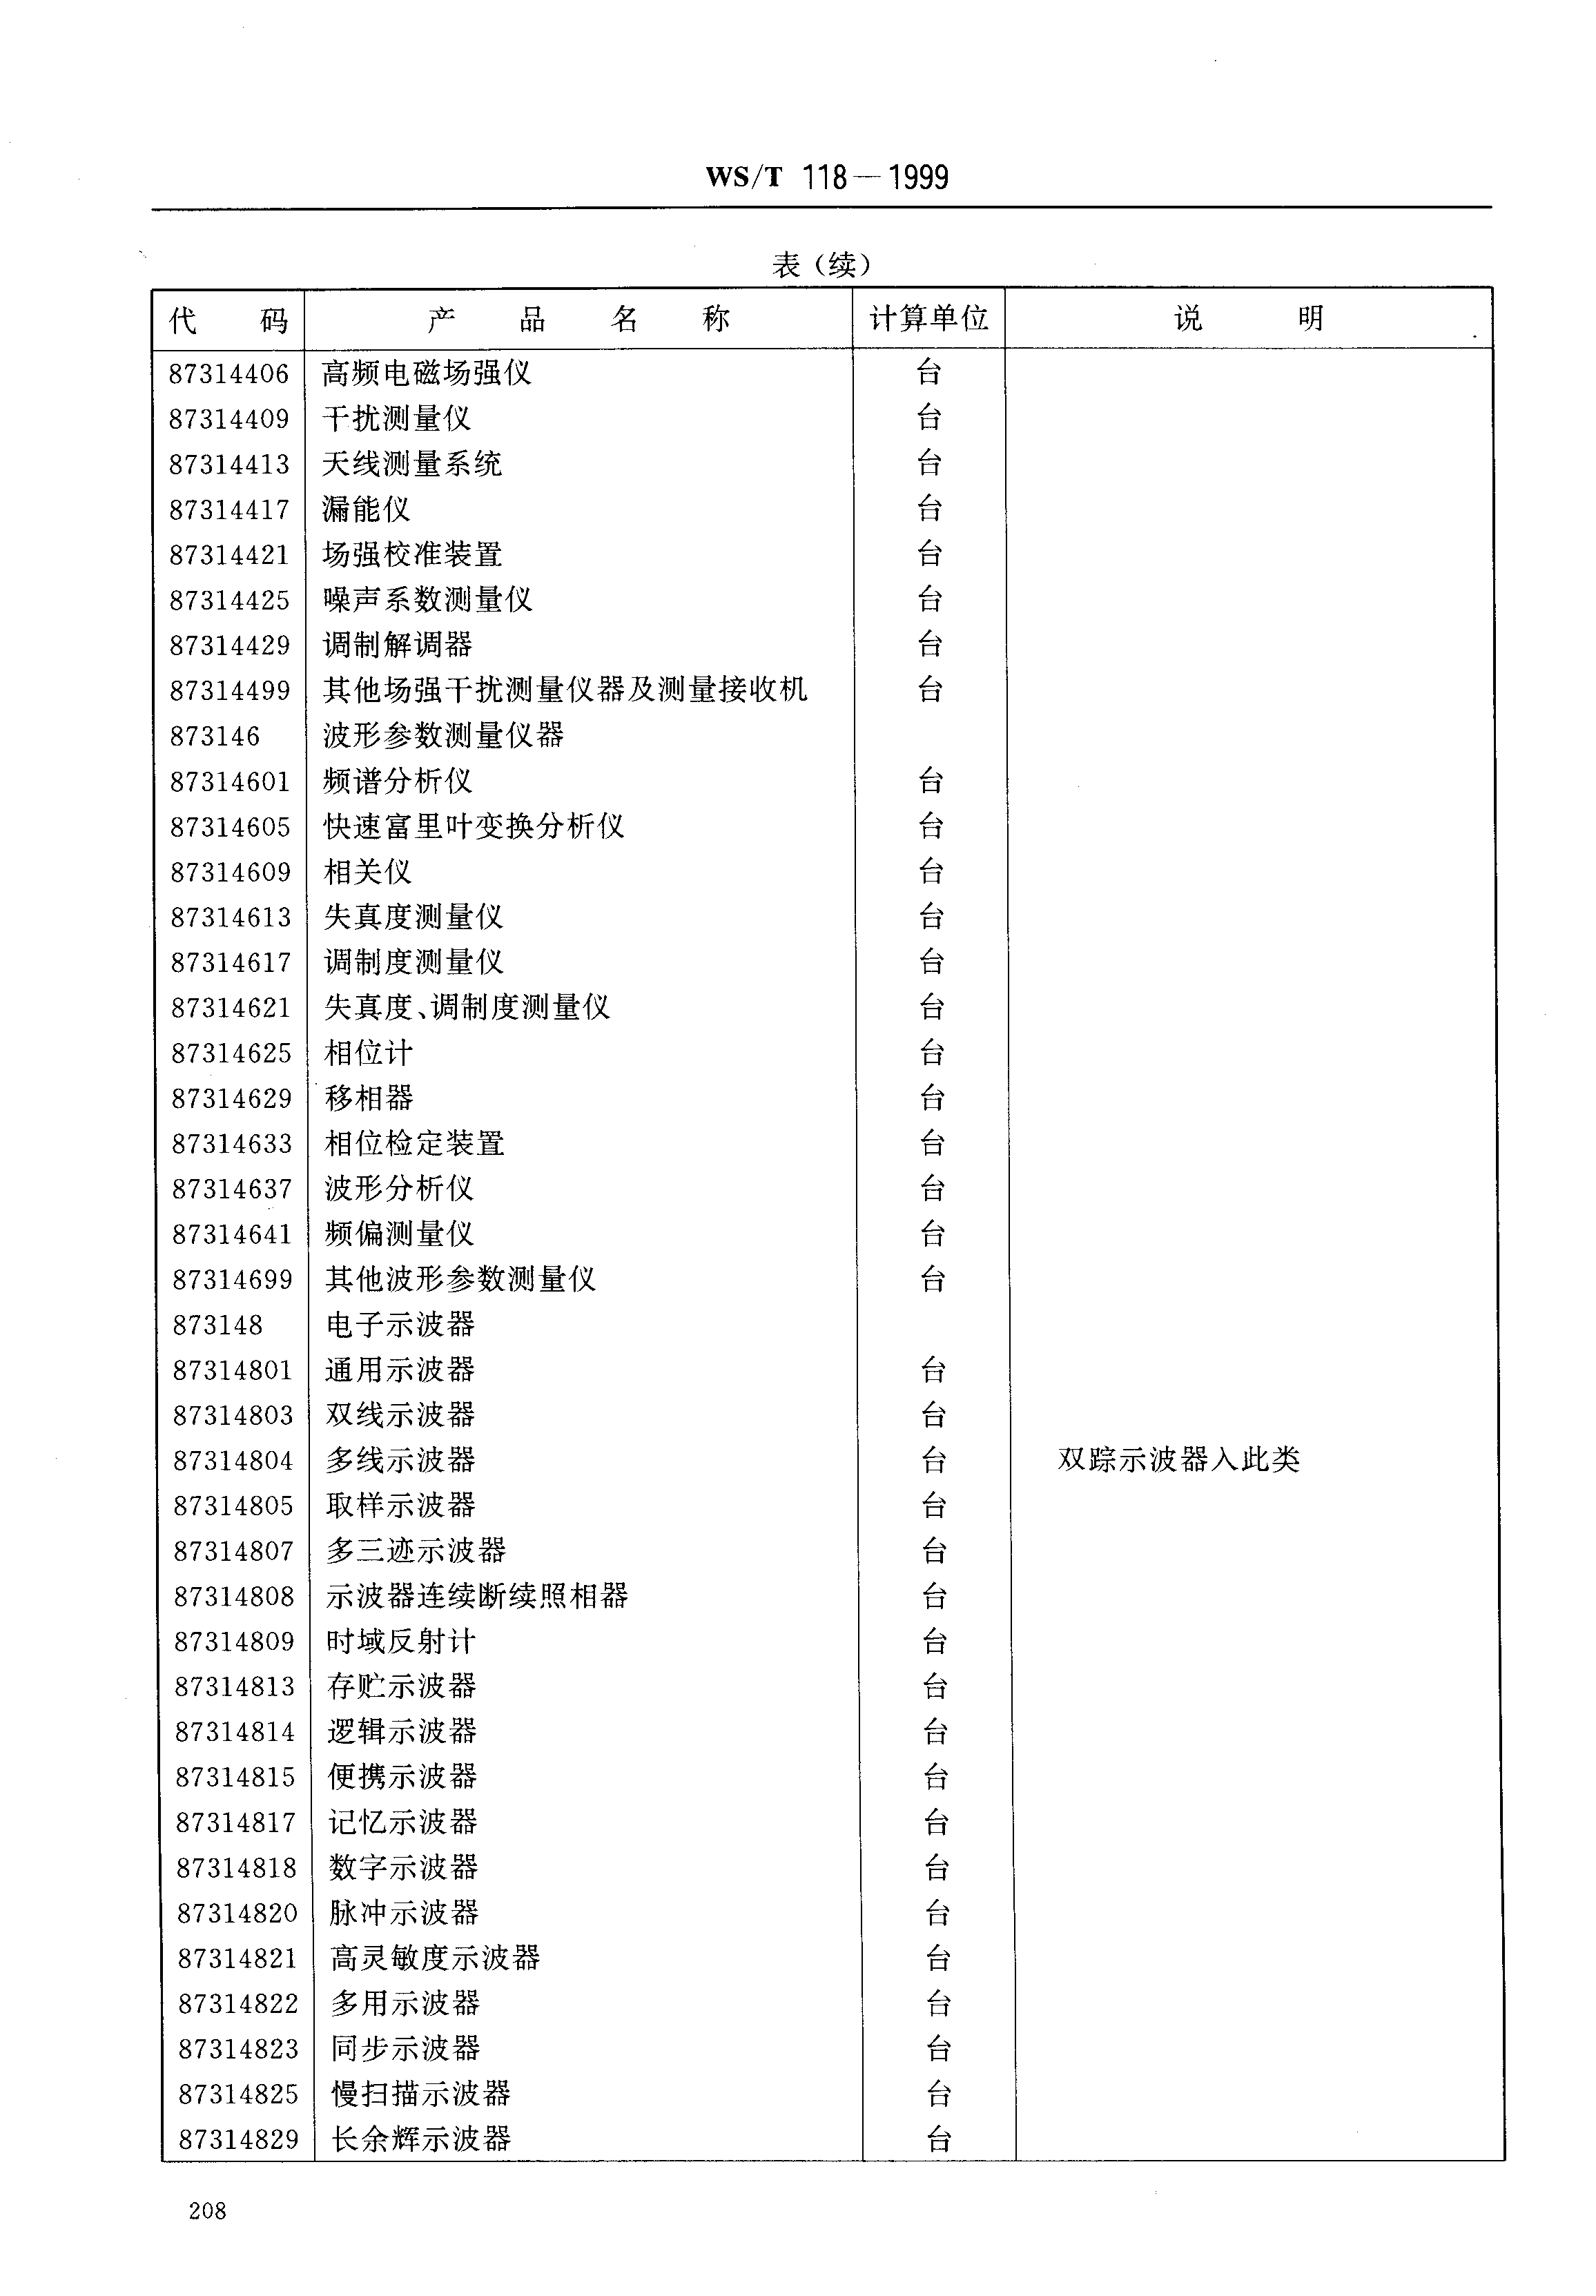 WS/T 118—1999
表（续）
代 码 产 品 名 称 计算单位 说 明
87314406 高频电磁场强仪 台
87314409 干扰测量仪 台
87314413 天线测量系统 台
87314417 漏能仪 台
87314421 场强校准装置 台
87314425 噪声系数测量仪 台
87314429 调制解调器 台
87314499 其他场强干扰测量仪器及测量接收机 台
873146 波形参数测量仪器
87314601 频谱分析仪 台
87314605 快速富里叶变换分析仪 台
87314609 相关仪 台
87314613 失真度测量仪 台
87314617 调制度测量仪 台
87314621 失真度、调制度测量仪 台
87314625 相位计 台
87314629 移相器 台
87314633 相位检定装置 台
87314637 波形分析仪 台
87314641 频偏测量仪 台
87314699 其他波形参数测量仪 台
873148 电子示波器
87314801 通用示波器 台
87314803 双线示波器 台
87314804 多线示波器 台 双踪示波器入此类
87314805 取样示波器 台
87314807 多三迹示波器 台
87314808 示波器连续断续照相器 台
87314809 时域反射计 台
87314813 存贮示波器 台
87314814 逻辑示波器 台
87314815 便携示波器 台
87314817 记忆示波器 台
87314818 数字示波器 台
87314820 脉冲示波器 台
87314821 高灵敏度示波器 台
87314822 多用示波器 台
87314823 同步示波器 台
87314825 慢扫描示波器 台
87314829 长余辉示波器 台
208